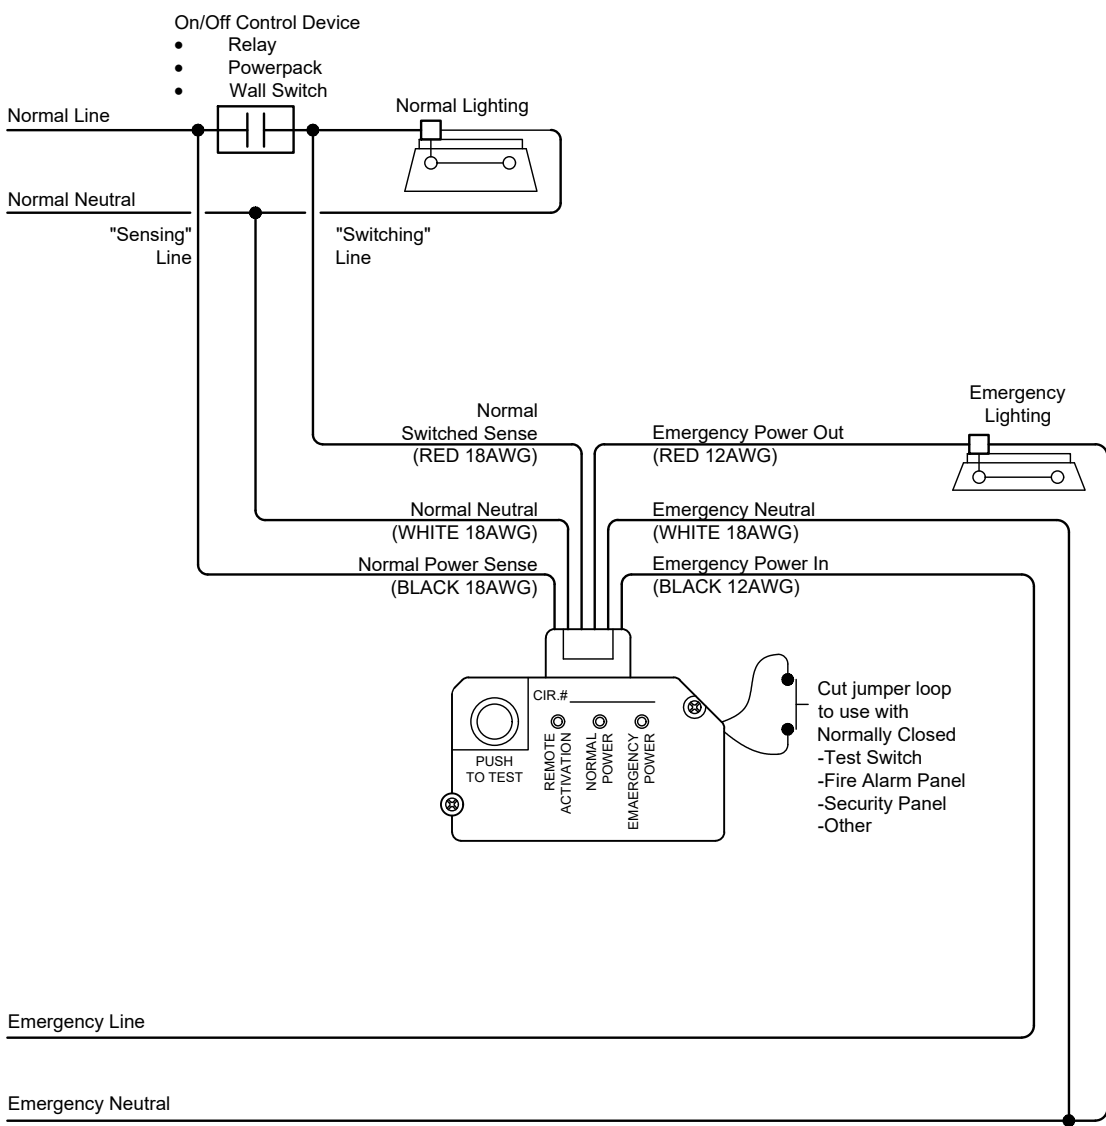 On/Off Control Device
• Relay
• Powerpack
• Wall Switch
Normal Line
Normal Lighting
Normal Neutral
"Sensing"
Line
"Switching"
Line
Normal
Switched Sense
(RED 18AWG)
Normal Neutral
(WHITE 18AWG)
Normal Power Sense
(BLACK 18AWG)
Emergency
Lighting
Emergency Power Out
(RED 12AWG)
Emergency Neutral
(WHITE 18AWG)
Emergency Power In
(BLACK 12AWG)
CIR.#
PUSH
TO TEST
REMOTE
ACTIVATION
NORMAL
POWER
EMAERGENCY
POWER
Cut jumper loop
to use with
Normally Closed
-Test Switch
-Fire Alarm Panel
-Security Panel
-Other
Emergency Line
Emergency Neutral